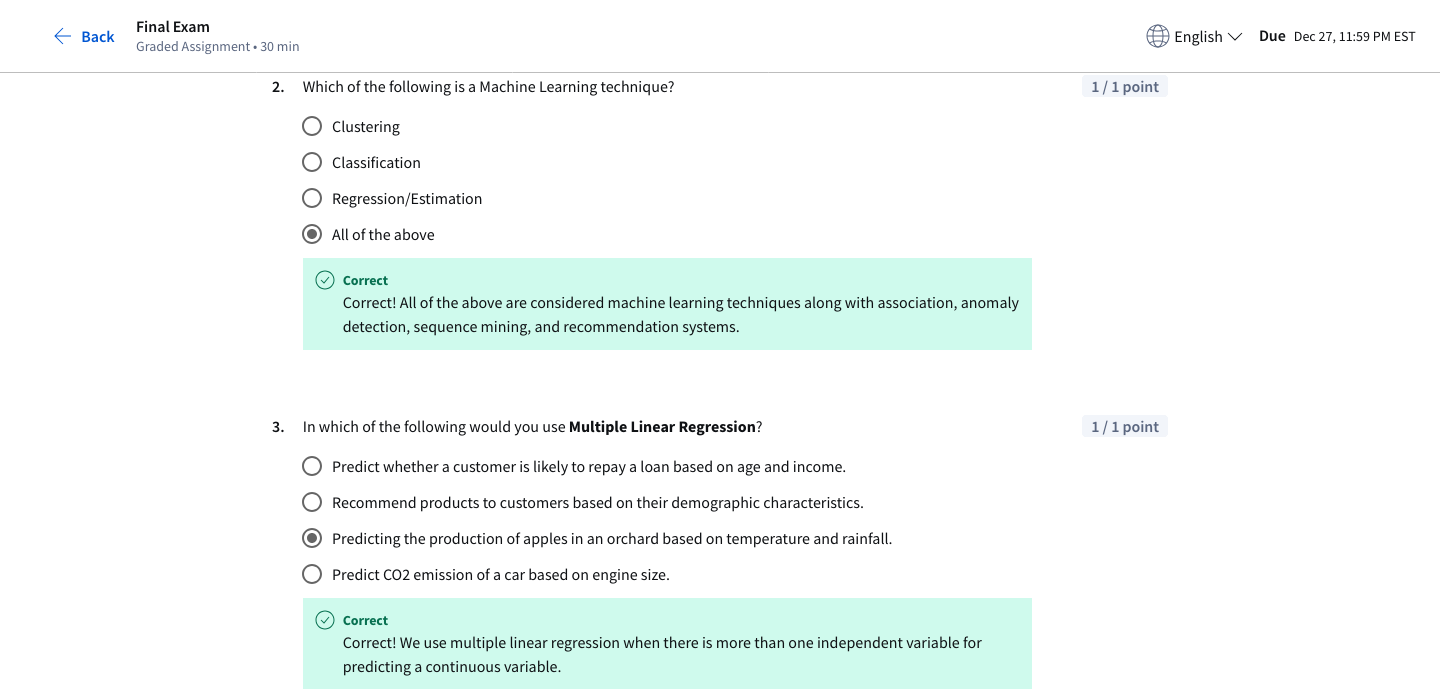 Back
Final Exam
Graded Assignment • 30 min
English
Due Dec 27, 11:59 PM EST
2. Which of the following is a Machine Learning technique?
1 / 1 point
Clustering
Classification
Regression/Estimation
All of the above
Correct
Correct! All of the above are considered machine learning techniques along with association, anomaly
detection, sequence mining, and recommendation systems.
3. In which of the following would you use Multiple Linear Regression?
1 / 1 point
Predict whether a customer is likely to repay a loan based on age and income.
Recommend products to customers based on their demographic characteristics.
Predicting the production of apples in an orchard based on temperature and rainfall.
Predict CO2 emission of a car based on engine size.
Correct
Correct! We use multiple linear regression when there is more than one independent variable for
predicting a continuous variable.